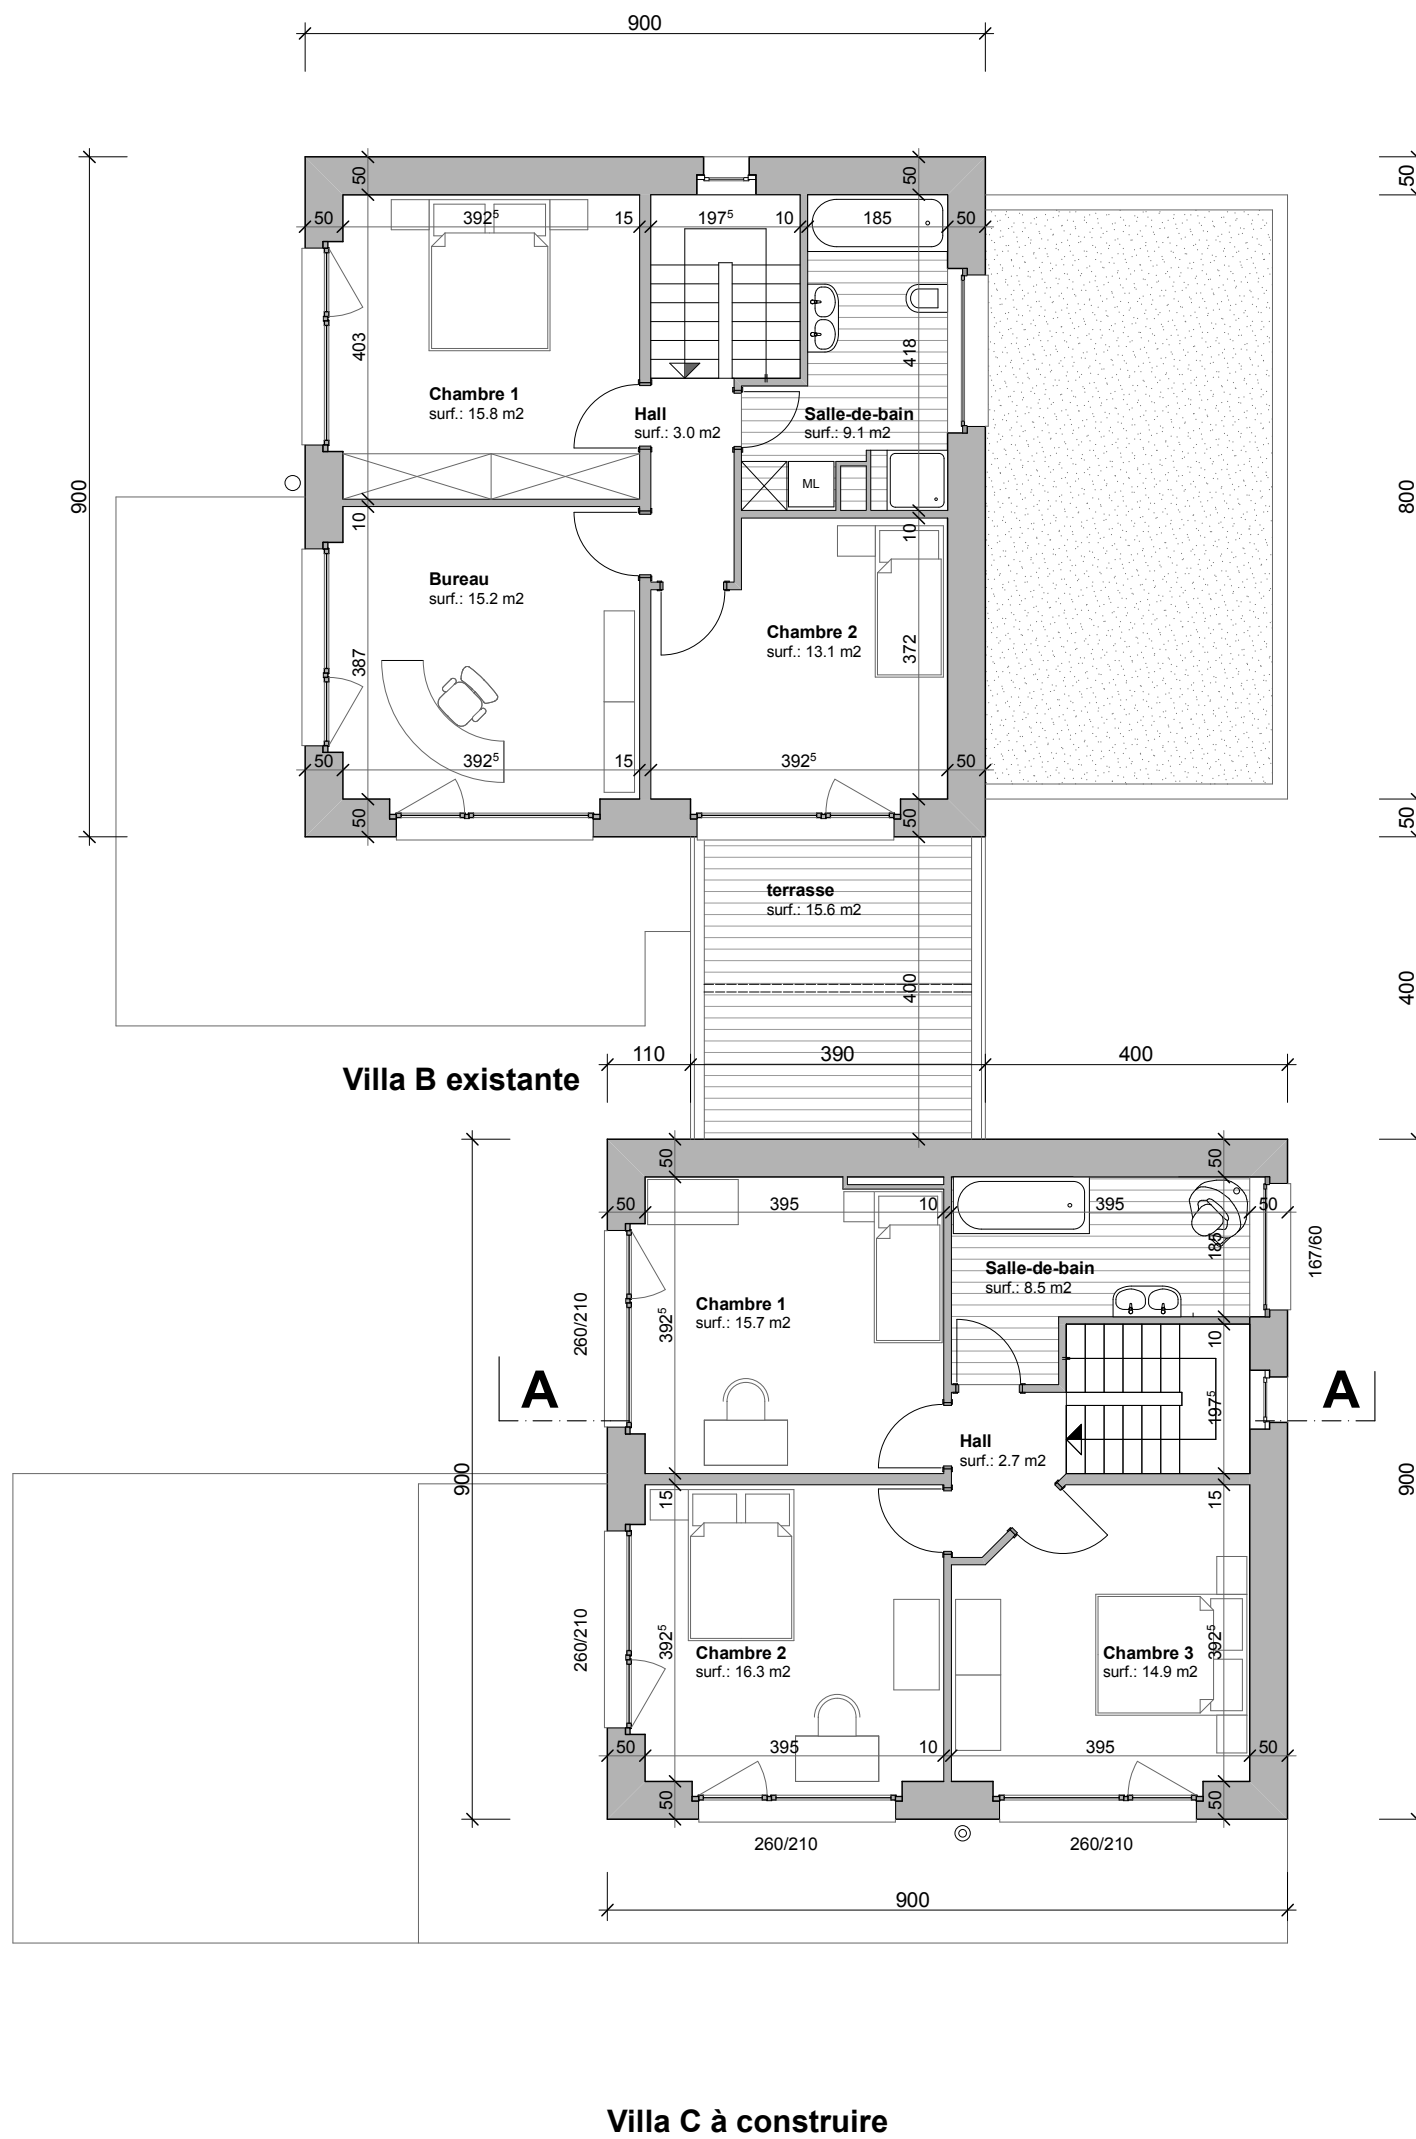 900
50
50
50
50
392⁵
15
197⁵
10
185
50
403
418
Chambre 1
surf.: 15.8 m2
Hall
surf.: 3.0 m2
Salle-de-bain
surf.: 9.1 m2
ML
900
800
10
10
Bureau
surf.: 15.2 m2
Chambre 2
surf.: 13.1 m2
387
372
50
392⁵
15
392⁵
50
50
50
50
terrasse
surf.: 15.6 m2
400
400
110
390
400
Villa B existante
50
50
50
395
10
395
50
185
167/60
Salle-de-bain
surf.: 8.5 m2
Chambre 1
surf.: 15.7 m2
260/210
392⁵
10
A
A
197⁵
Hall
surf.: 2.7 m2
900
900
15
15
260/210
392⁵
392⁵
Chambre 2
surf.: 16.3 m2
Chambre 3
surf.: 14.9 m2
50
395
10
395
50
50
50
260/210
260/210
900
Villa C à construire